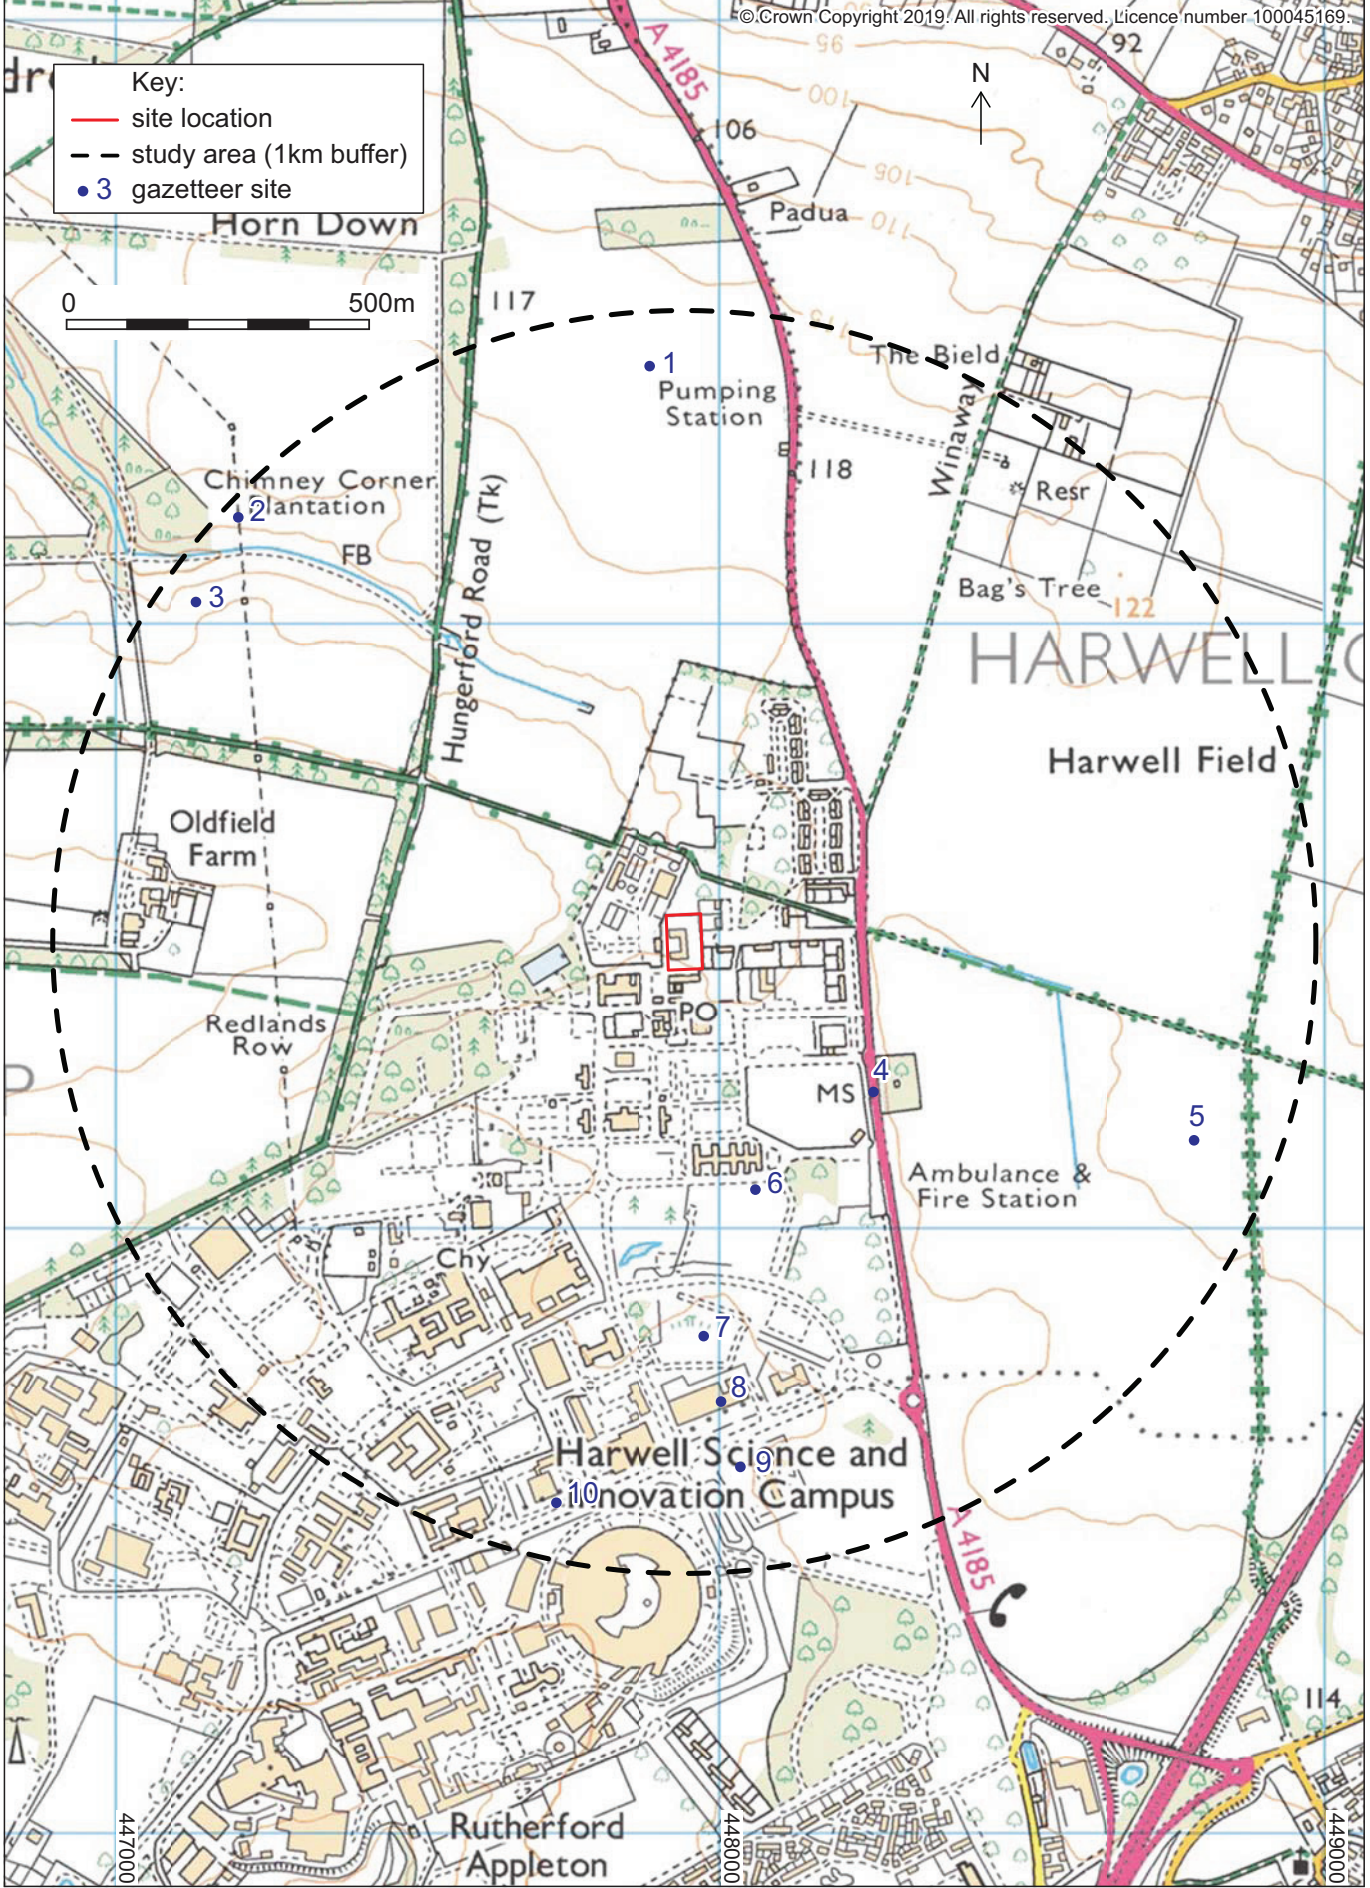 © Crown Copyright 2019. All rights reserved. Licence number 100045169.
92
95
A 4185
N
Key:
site location
study area (1km buffer)
3 gazetteer site
100
106
105
110
Padua
Horn Down
0 500m
117
115
The Bield
1
Pumping
Station
Winaway
118
Resr
Chimney Corner
Plantation
2
FB
3
Hungerford Road (Tk)
Bag's Tree
122
HARWELL
Harwell Field
Oldfield
Farm
PO
Redlands
Row
P
MS
4
5
6
Ambulance &
Fire Station
Chy
7
8
Harwell Science and
9
10
Innovation Campus
A 4185
114
Rutherford
Appleton
447000
448000
449000